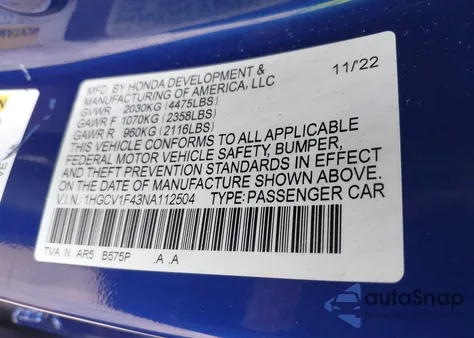 MFD. BY HONDA DEVELOPMENT & 11/22
MANUFACTURING OF AMERICA, LLC
GVWR 2030KG (4475LBS)
GAWR F 1070KG (2358LBS)
GAWR R 960KG (2116LBS)
THIS VEHICLE CONFORMS TO ALL APPLICABLE
FEDERAL MOTOR VEHICLE SAFETY, BUMPER,
AND THEFT PREVENTION STANDARDS IN EFFECT
ON THE DATE OF MANUFACTURE SHOWN ABOVE.
V.I.N.: 1HGCV1F43NA112504 TYPE: PASSENGER CAR
TVA N AR5 B575P .A .A
autoSnap